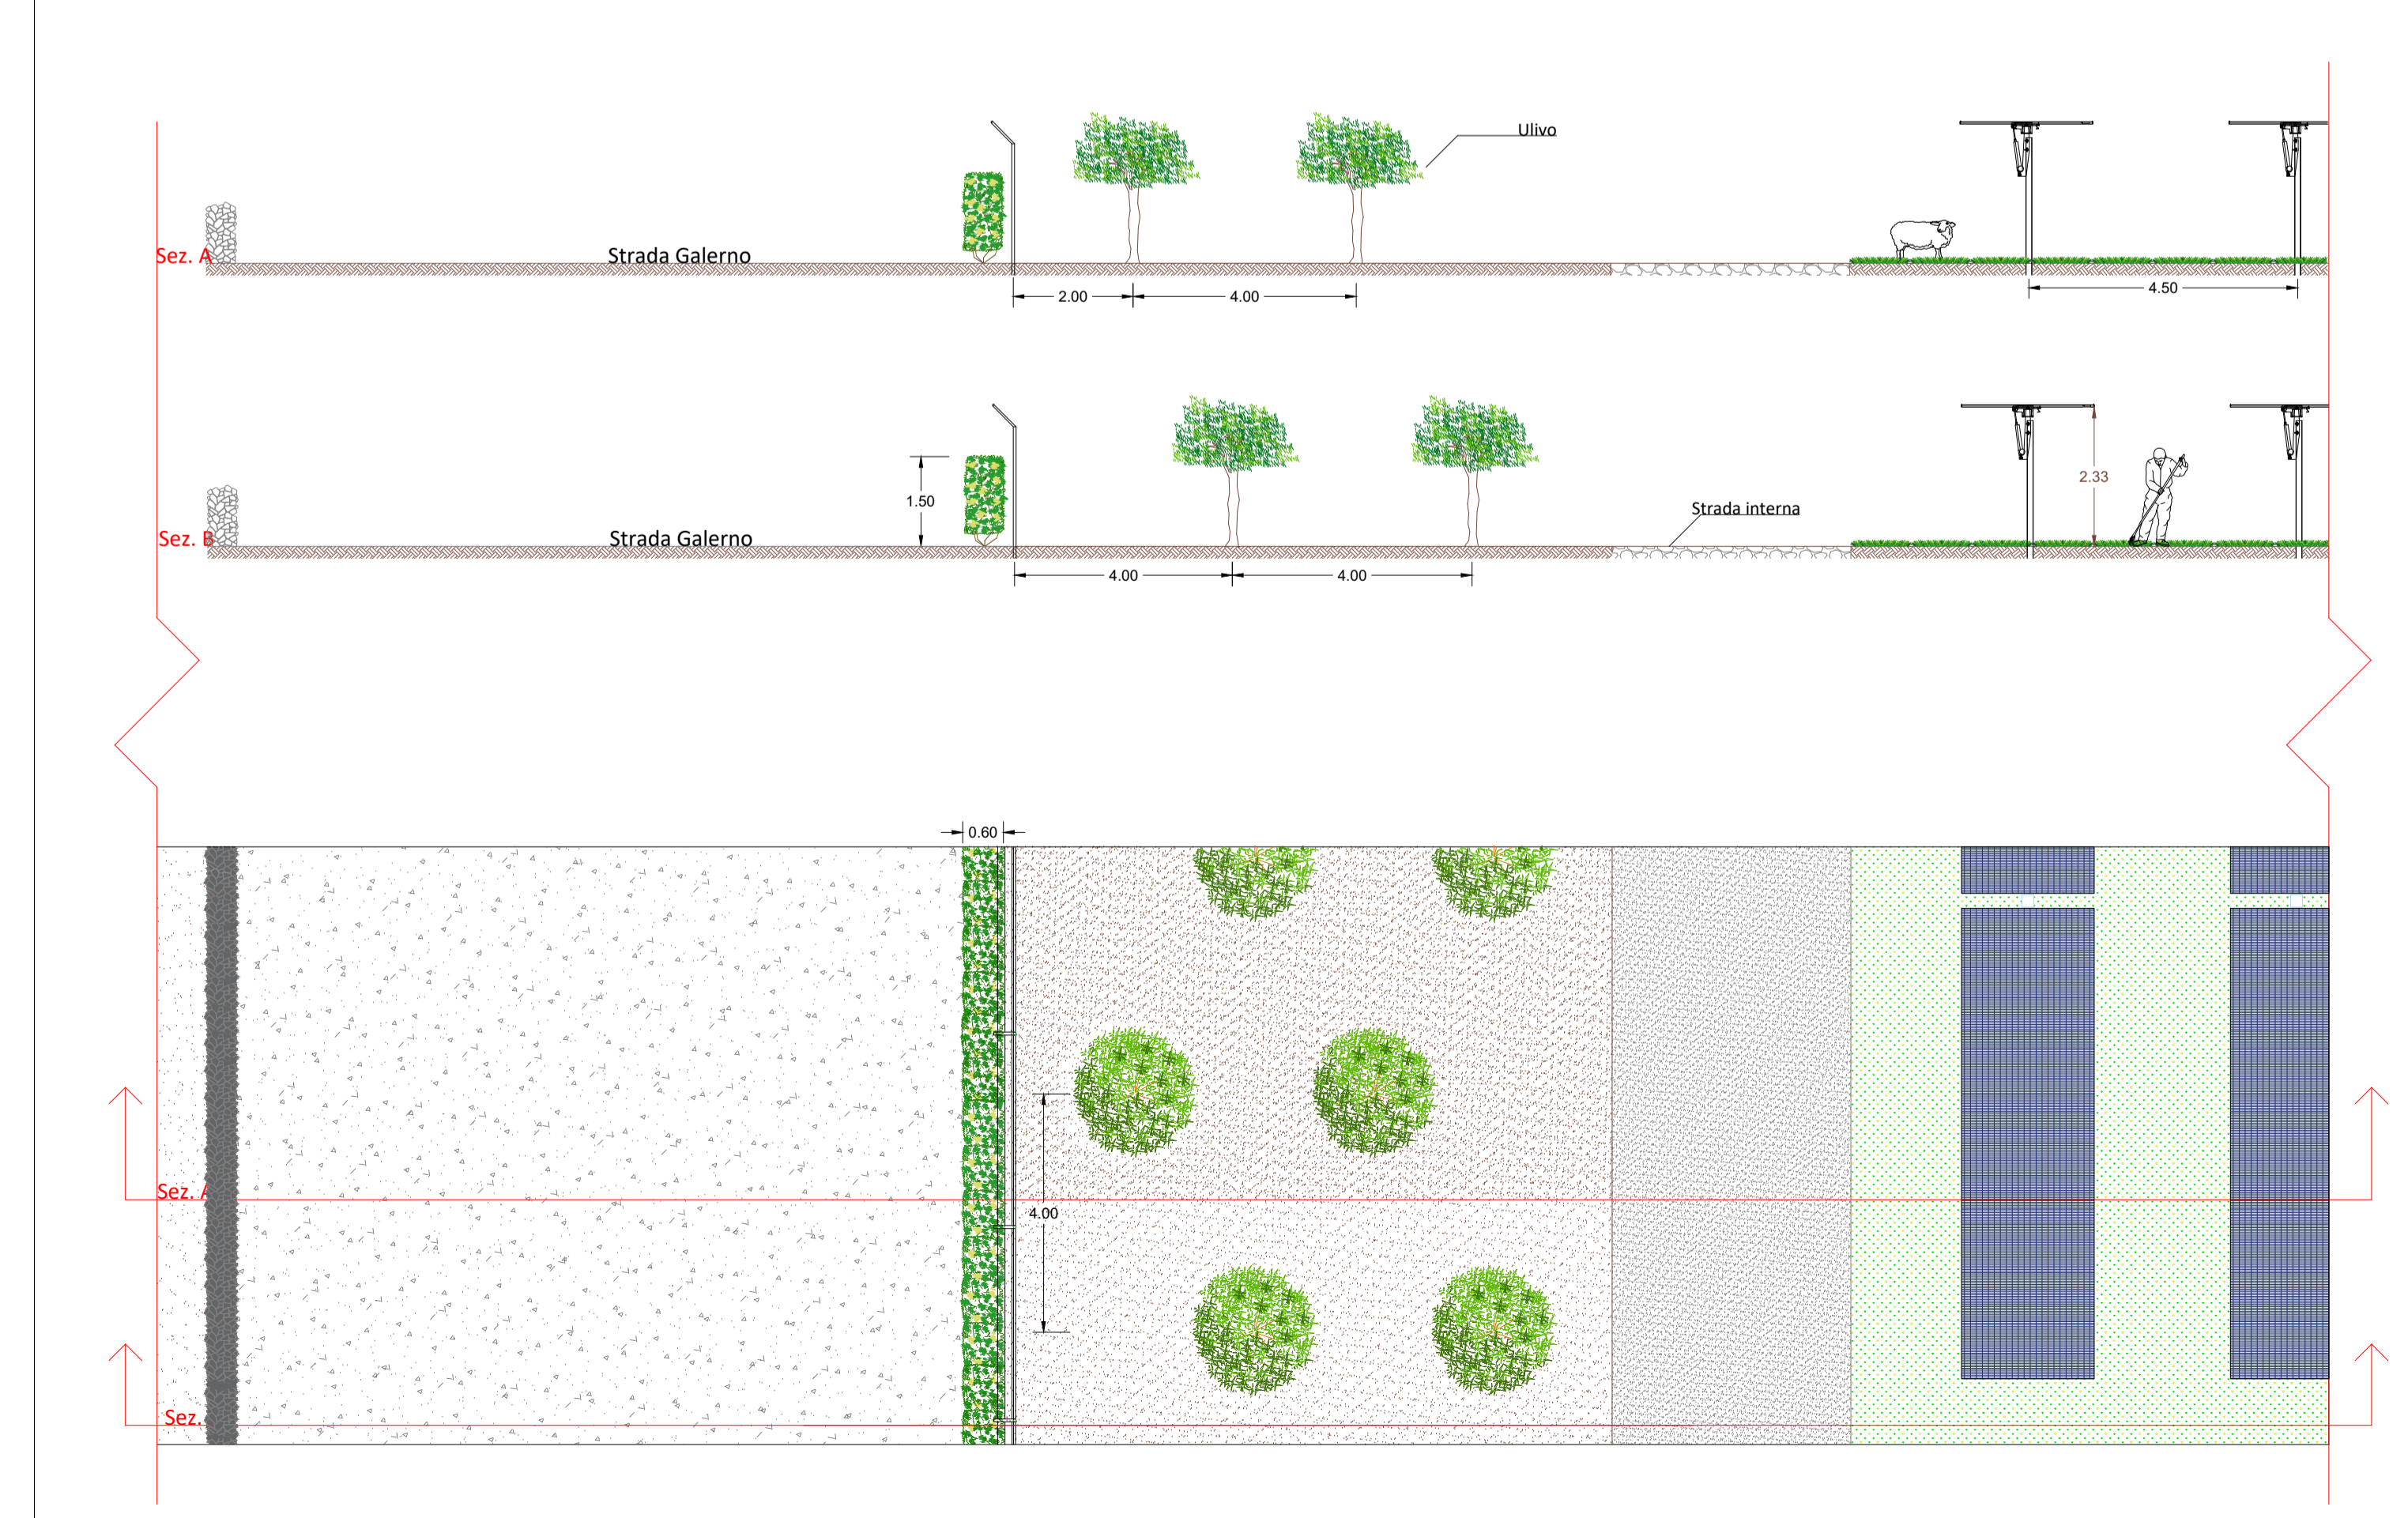 Ulivo
Sez. A
Strada Galerno
2.00
4.00
4.50
1.50
2.33
Strada interna
Sez. B
Strada Galerno
4.00
4.00
0.60
Sez. A
4.00
Sez.